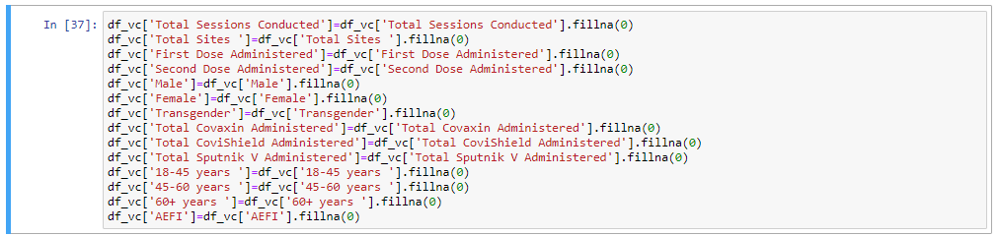 In [37]: df_vc['Total Sessions Conducted']=df_vc['Total Sessions Conducted'].fillna(0)
df_vc['Total Sites ']=df_vc['Total Sites '].fillna(0)
df_vc['First Dose Administered']=df_vc['First Dose Administered'].fillna(0)
df_vc['Second Dose Administered']=df_vc['Second Dose Administered'].fillna(0)
df_vc['Male']=df_vc['Male'].fillna(0)
df_vc['Female']=df_vc['Female'].fillna(0)
df_vc['Transgender']=df_vc['Transgender'].fillna(0)
df_vc['Total Covaxin Administered']=df_vc['Total Covaxin Administered'].fillna(0)
df_vc['Total CoviShield Administered']=df_vc['Total CoviShield Administered'].fillna(0)
df_vc['Total Sputnik V Administered']=df_vc['Total Sputnik V Administered'].fillna(0)
df_vc['18-45 years ']=df_vc['18-45 years '].fillna(0)
df_vc['45-60 years ']=df_vc['45-60 years '].fillna(0)
df_vc['60+ years ']=df_vc['60+ years '].fillna(0)
df_vc['AEFI']=df_vc['AEFI'].fillna(0)